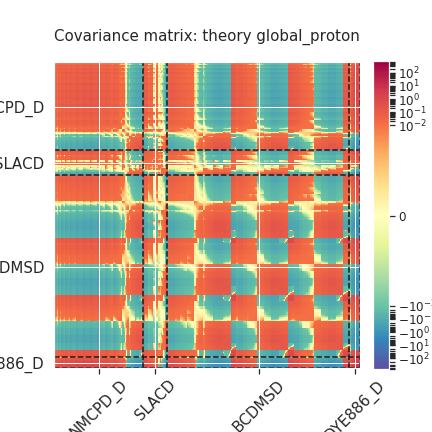 Covariance matrix: theory global_proton
CPD_D
SLACD
DMSD
886_D
NMCPD_D
SLACD
BCDMSD
DYE886_D
10²
10¹
10⁰
10⁻¹
10⁻²
0
−10⁰
−10¹
−10²